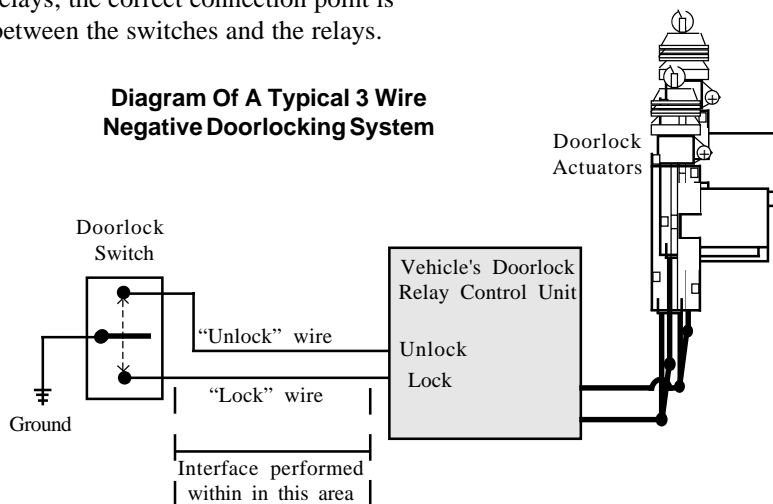 elays, the correct connection point is
between the switches and the relays.
Diagram Of A Typical 3 Wire
Negative Doorlocking System
Doorlock
Actuators
Doorlock
Switch
Vehicle's Doorlock
Relay Control Unit
"Unlock" wire
Unlock
Lock
"Lock" wire
Ground
Interface performed
within in this area